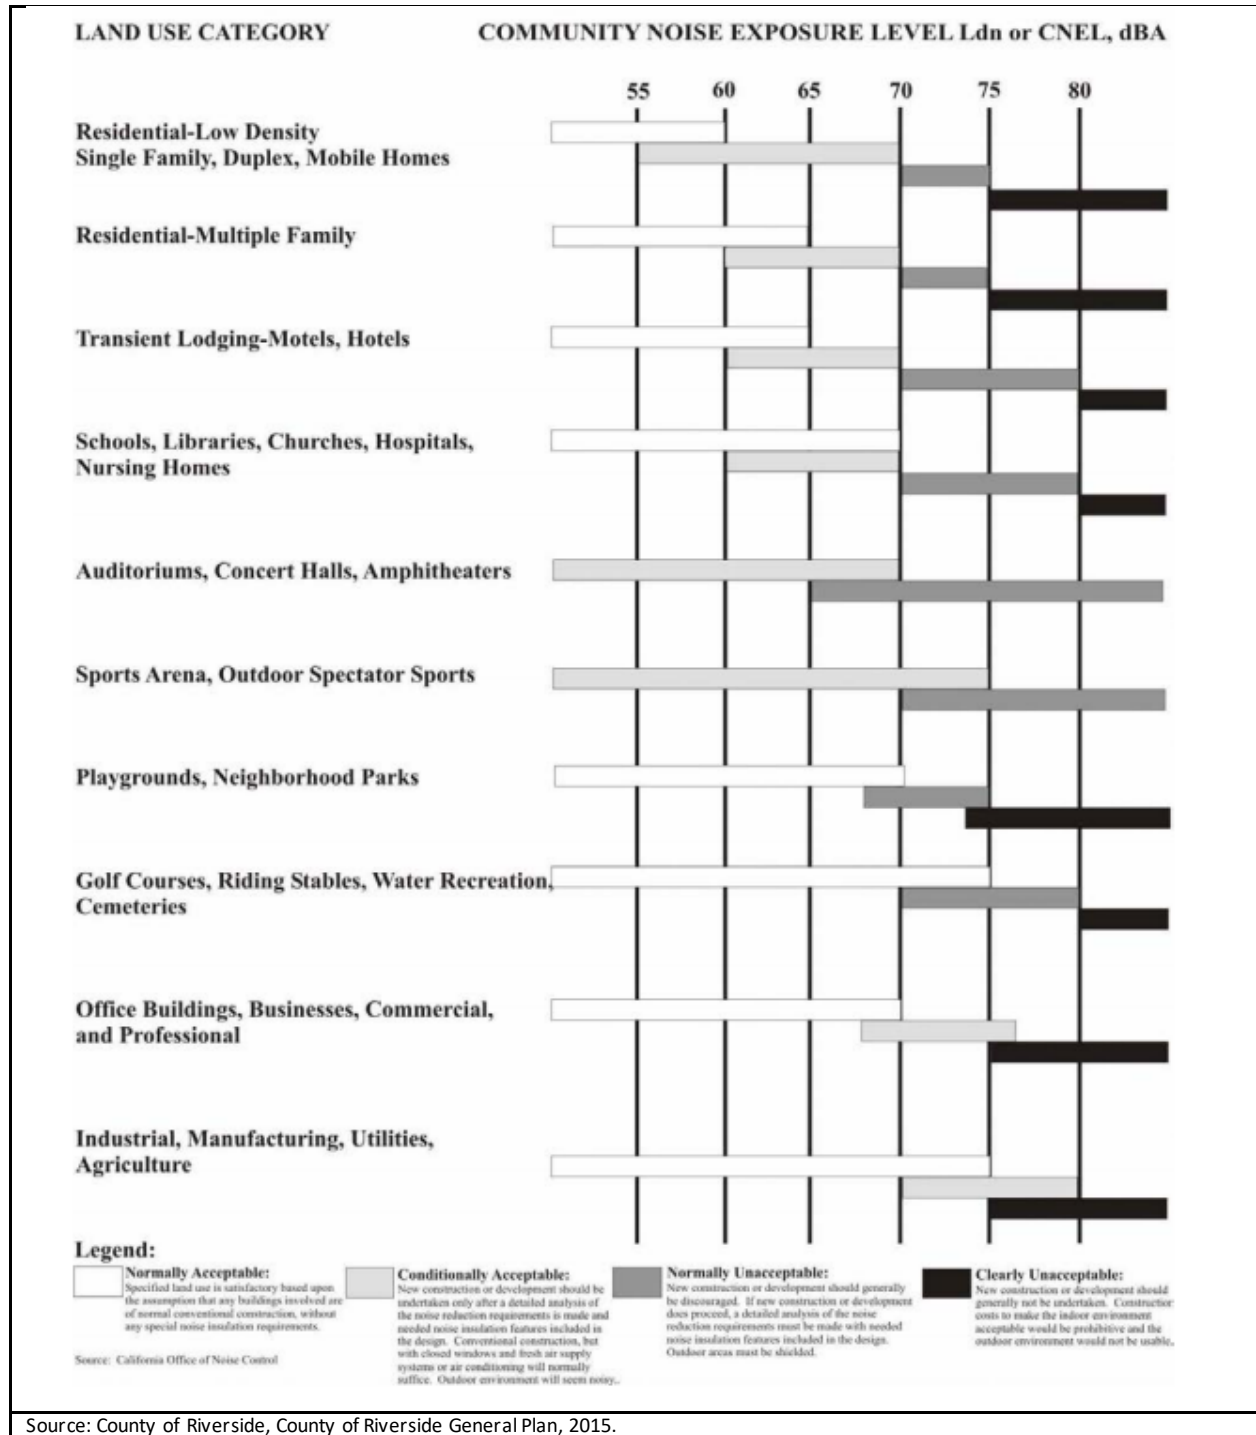 LAND USE CATEGORY COMMUNITY NOISE EXPOSURE LEVEL Ldn or CNEL, dBA
55 60 65 70 75 80
Residential-Low Density
Single Family, Duplex, Mobile Homes
Residential-Multiple Family
Transient Lodging-Motels, Hotels
Schools, Libraries, Churches, Hospitals,
Nursing Homes
Auditoriums, Concert Halls, Amphitheaters
Sports Arena, Outdoor Spectator Sports
Playgrounds, Neighborhood Parks
Golf Courses, Riding Stables, Water Recreation,
Cemeteries
Office Buildings, Businesses, Commercial,
and Professional
Industrial, Manufacturing, Utilities,
Agriculture
Legend:
Normally Acceptable:
Specified land use is satisfactory based upon
the assumption that any buildings involved are
of normal conventional construction, without
any special noise insulation requirements.
Source: California Office of Noise Control
Conditionally Acceptable:
New construction or development should be
undertaken only after a detailed analysis of
the noise reduction requirements is made and
needed noise insulation features included in
the design. Conventional construction, but
with closed windows and fresh air supply
systems or air conditioning will normally
suffice. Outdoor environment will seem noisy..
Normally Unacceptable:
New construction or development should generally
be discouraged. If new construction or development
does proceed, a detailed analysis of the noise
reduction requirements must be made with needed
noise insulation features included in the design.
Outdoor areas must be shielded.
Clearly Unacceptable:
New construction or development should
generally not be undertaken. Construction
costs to make the indoor environment
acceptable would be prohibitive and the
outdoor environment would not be usable.
Source: County of Riverside, County of Riverside General Plan, 2015.